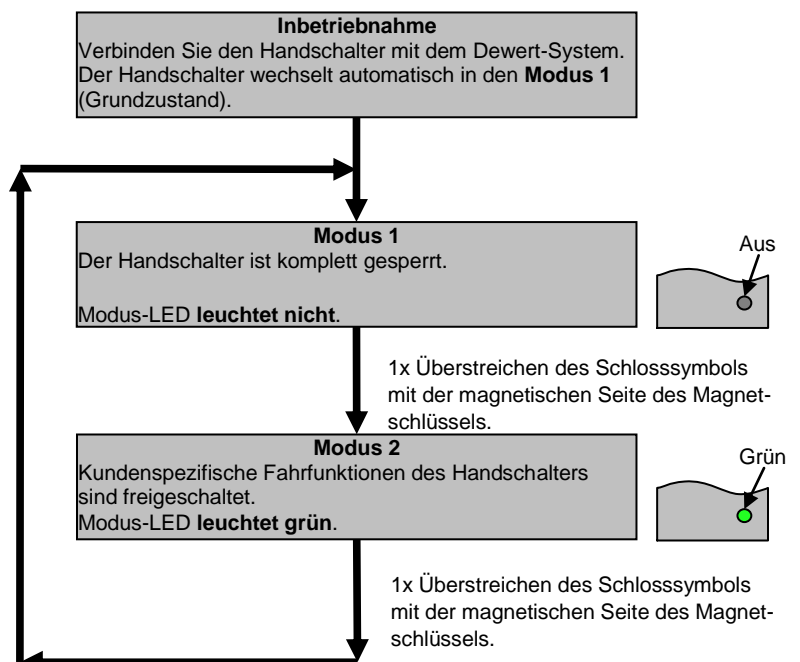 Inbetriebnahme
Verbinden Sie den Handschalter mit dem Dewert-System.
Der Handschalter wechselt automatisch in den Modus 1
(Grundzustand).
Modus 1
Der Handschalter ist komplett gesperrt.
Modus-LED leuchtet nicht.
Aus
1x Überstreichen des Schlosssymbols
mit der magnetischen Seite des Magnet-
schlüssels.
Modus 2
Kundenspezifische Fahrfunktionen des Handschalters
sind freigeschaltet.
Modus-LED leuchtet grün.
Grün
1x Überstreichen des Schlosssymbols
mit der magnetischen Seite des Magnet-
schlüssels.